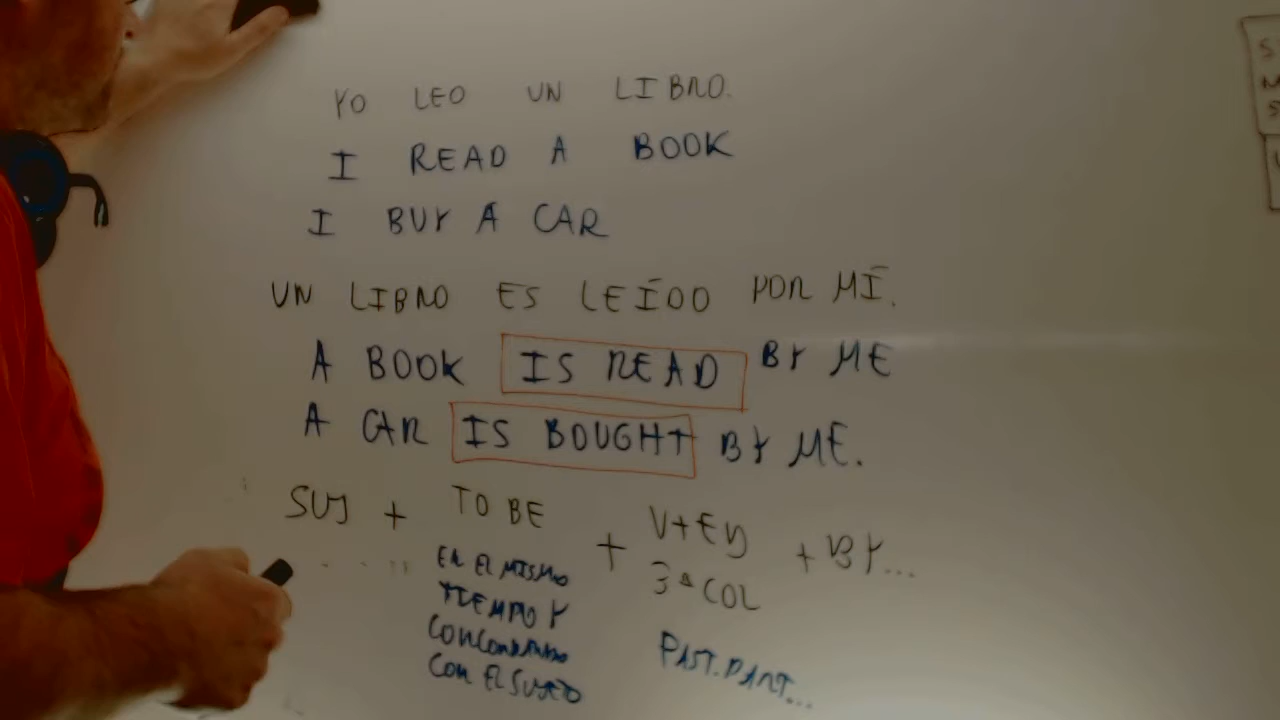 YO LEO UN LIBRO.
I READ A BOOK
I BUY A CAR
UN LIBRO ES LEÍDO POR MÍ.
A BOOK IS READ BY ME
A CAR IS BOUGHT BY ME.
SUJ + TO BE + V+ED + BY...
3ª COL
EN EL MISMO
TIEMPO Y
CONCORDANDO
CON EL SUJETO
PAST. PART...